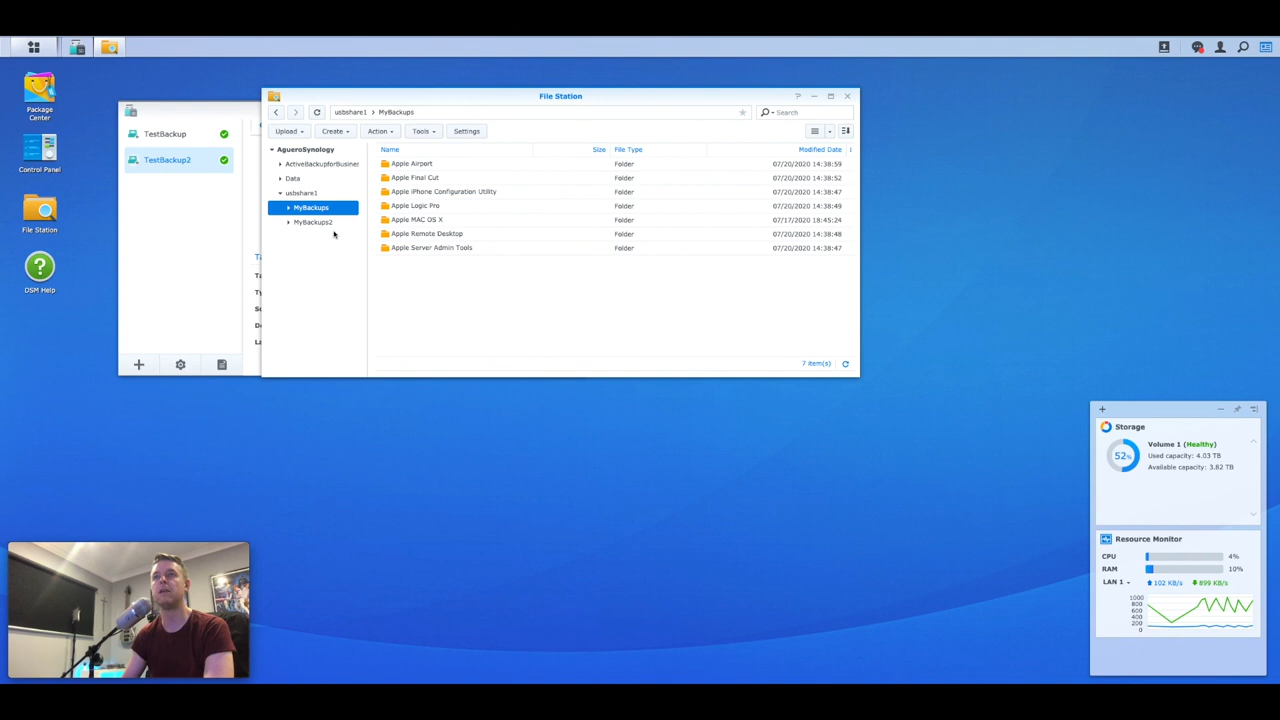 Package
Center
Control Panel
File Station
DSM Help
TestBackup
TestBackup2
File Station
usbshare1 MyBackups
Search
Upload Create Action Tools Settings
AgueroSynology
ActiveBackupforBusines
Data
usbshare1
MyBackups
MyBackups2
Name Size File Type Modified Date
Apple Airport Folder 07/20/2020 14:38:59
Apple Final Cut Folder 07/20/2020 14:38:52
Apple iPhone Configuration Utility Folder 07/20/2020 14:38:47
Apple Logic Pro Folder 07/20/2020 14:38:49
Apple MAC OS X Folder 07/17/2020 18:45:24
Apple Remote Desktop Folder 07/20/2020 14:38:48
Apple Server Admin Tools Folder 07/20/2020 14:38:47
7 item(s)
Storage
52%
Volume 1 (Healthy)
Used capacity: 4.03 TB
Available capacity: 3.82 TB
Resource Monitor
CPU 4%
RAM 10%
LAN 1 102 KB/s 899 KB/s
1000
800
600
400
200
0